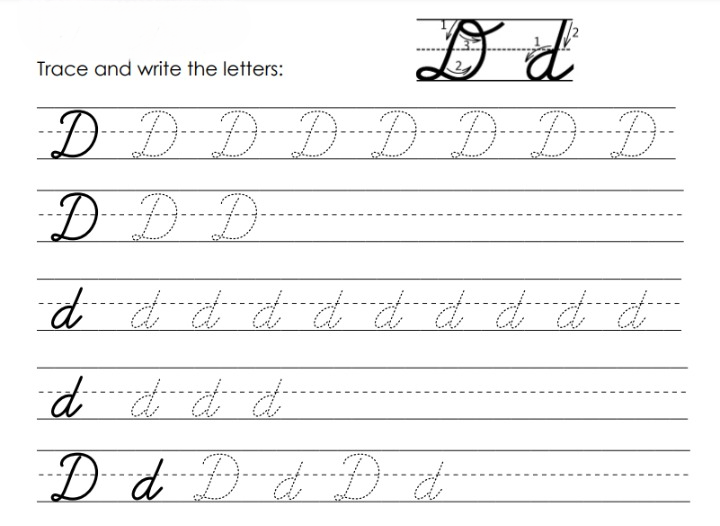 1 3 2 D 1 2 d
Trace and write the letters:
D D D D D D D D
D D D
d d d d d d d d d d
d d d d
D d D d D d